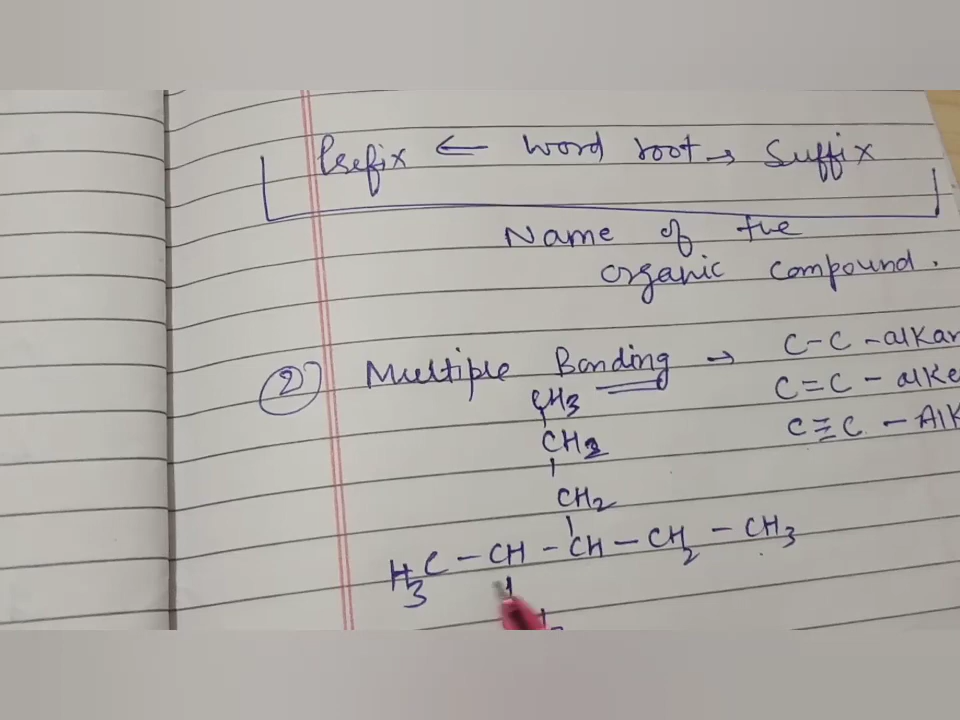 Prefix ← word root → Suffix
Name of the
organic compound.
② Multiple Bonding → C-C - alkan
C=C - alke
C≡C. - Alk
CH3
CH2
CH2
H3C - CH - CH - CH2 - CH3